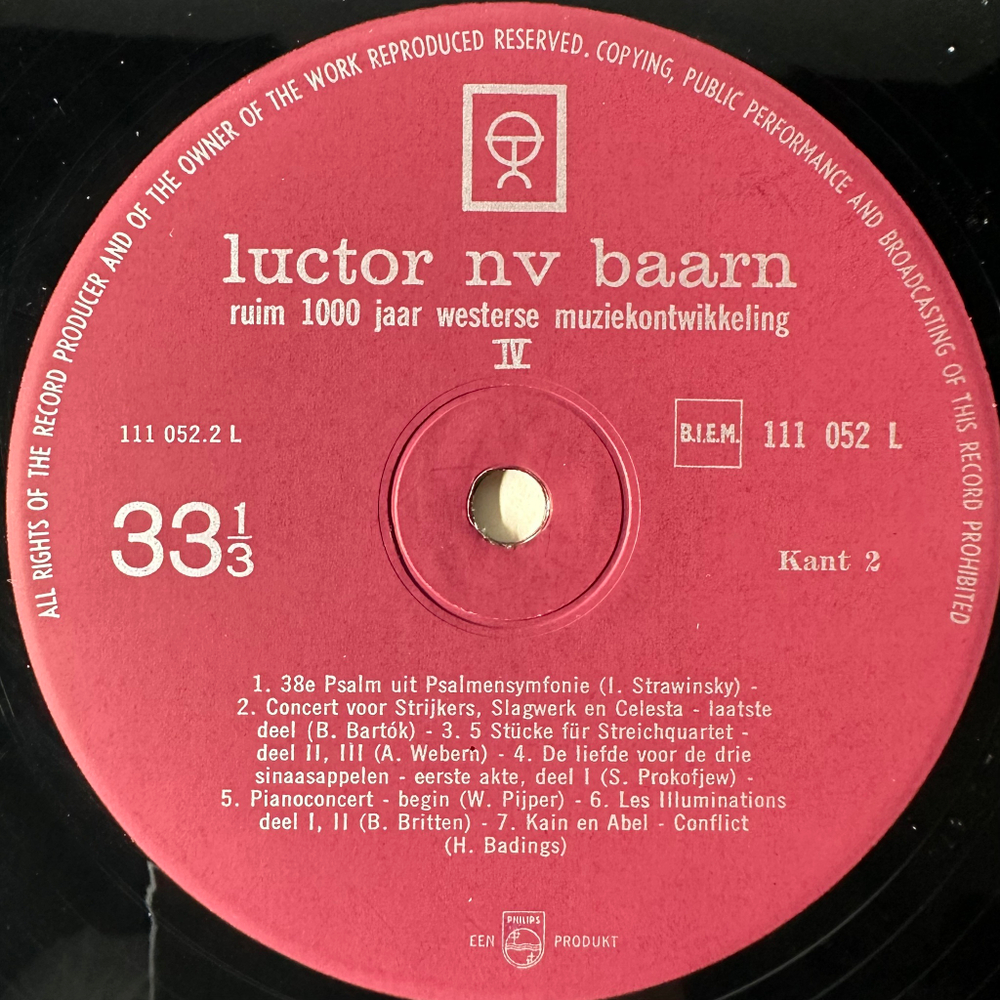 ALL RIGHTS OF THE RECORD PRODUCER AND OF THE OWNER OF THE WORK REPRODUCED RESERVED. COPYING, PUBLIC PERFORMANCE AND BROADCASTING OF THIS RECORD PROHIBITED
luctor nv baarn
ruim 1000 jaar westerse muziekontwikkeling
IV
111 052.2 L
B.I.E.M. 111 052 L
33 1/3
Kant 2
1. 38e Psalm uit Psalmensymfonie (I. Strawinsky) -
2. Concert voor Strijkers, Slagwerk en Celesta - laatste
deel (B. Bartók) - 3. 5 Stücke für Streichquartet -
deel II, III (A. Webern) - 4. De liefde voor de drie
sinaasappelen - eerste akte, deel I (S. Prokofjew) -
5. Pianoconcert - begin (W. Pijper) - 6. Les Illuminations
deel I, II (B. Britten) - 7. Kain en Abel - Conflict
(H. Badings)
EEN PHILIPS PRODUKT